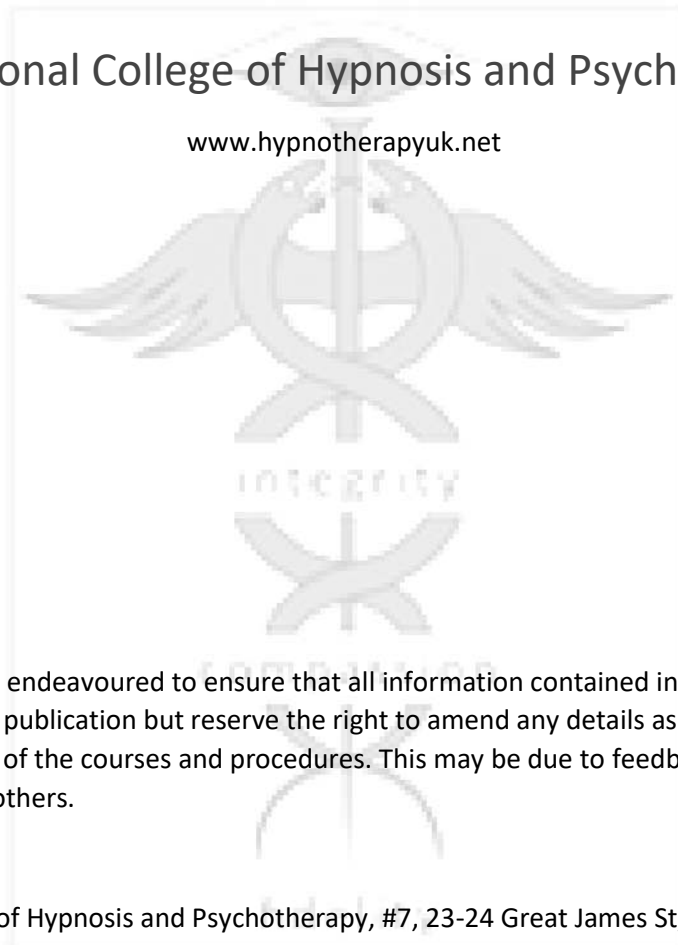 onal College of Hypnosis and Psych
www.hypnotherapyuk.net
integrity
endeavoured to ensure that all information contained in
publication but reserve the right to amend any details as
of the courses and procedures. This may be due to feedb
others.
of Hypnosis and Psychotherapy, #7, 23-24 Great James St